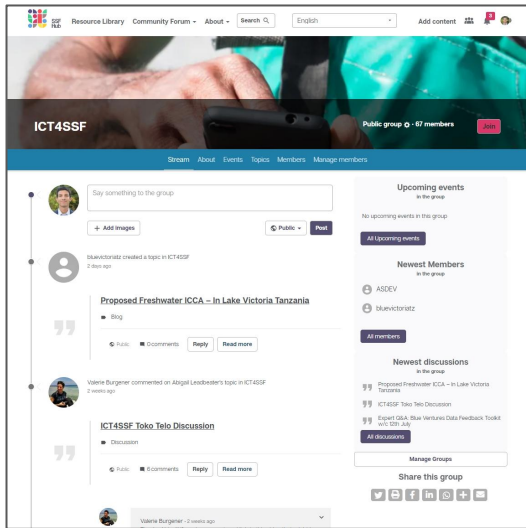 SSF Hub
Resource Library Community Forum About Search English Add content 3
ICT4SSF
Public group · 67 members Join
Stream About Events Topics Members Manage members
Say something to the group
+ Add Images Public Post
bluevictoriatz created a topic in ICT4SSF
2 days ago
Proposed Freshwater ICCA – In Lake Victoria Tanzania
Blog
Public 0 comments Reply Read more
Valerie Burgener commented on Abigail Leadbeater's topic in ICT4SSF
2 weeks ago
ICT4SSF Toko Telo Discussion
Discussion
Public 6 comments Reply Read more
Valerie Burgener - 2 weeks ago
Upcoming events
in the group
No upcoming events in this group
All Upcoming events
Newest Members
in the group
ASDEV
bluevictoriatz
All members
Newest discussions
in the group
Proposed Freshwater ICCA – In Lake Victoria
Tanzania
ICT4SSF Toko Telo Discussion
Expert Q&A: Blue Ventures Data Feedback Toolkit
w/c 12th July
All discussions
Manage Groups
Share this group